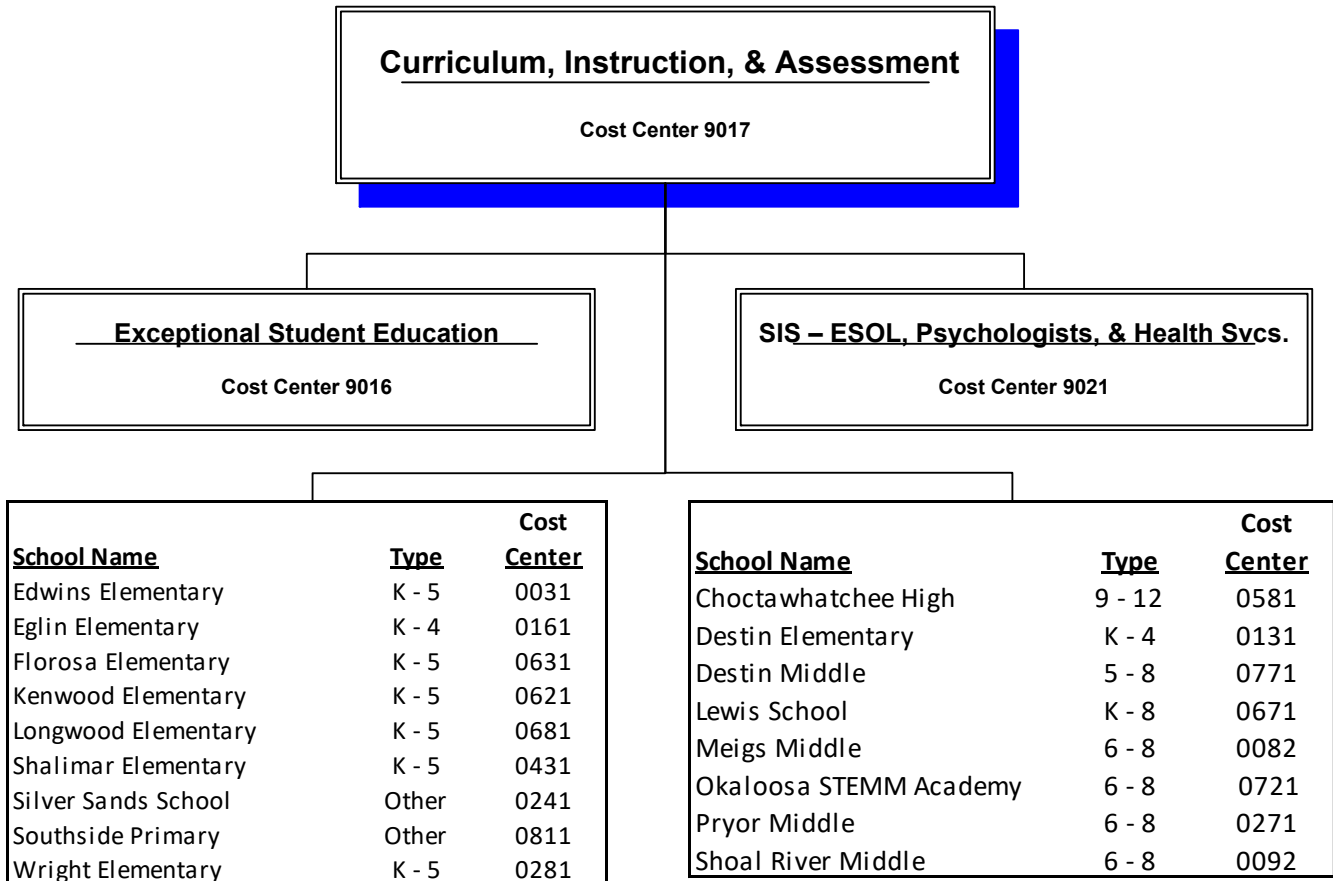 Curriculum, Instruction, & Assessment
Cost Center 9017
Exceptional Student Education
Cost Center 9016
SIS – ESOL, Psychologists, & Health Svcs.
Cost Center 9021
Cost
School Name Type Center
Edwins Elementary K - 5 0031
Eglin Elementary K - 4 0161
Florosa Elementary K - 5 0631
Kenwood Elementary K - 5 0621
Longwood Elementary K - 5 0681
Shalimar Elementary K - 5 0431
Silver Sands School Other 0241
Southside Primary Other 0811
Wright Elementary K - 5 0281
Cost
School Name Type Center
Choctawhatchee High 9 - 12 0581
Destin Elementary K - 4 0131
Destin Middle 5 - 8 0771
Lewis School K - 8 0671
Meigs Middle 6 - 8 0082
Okaloosa STEMM Academy 6 - 8 0721
Pryor Middle 6 - 8 0271
Shoal River Middle 6 - 8 0092